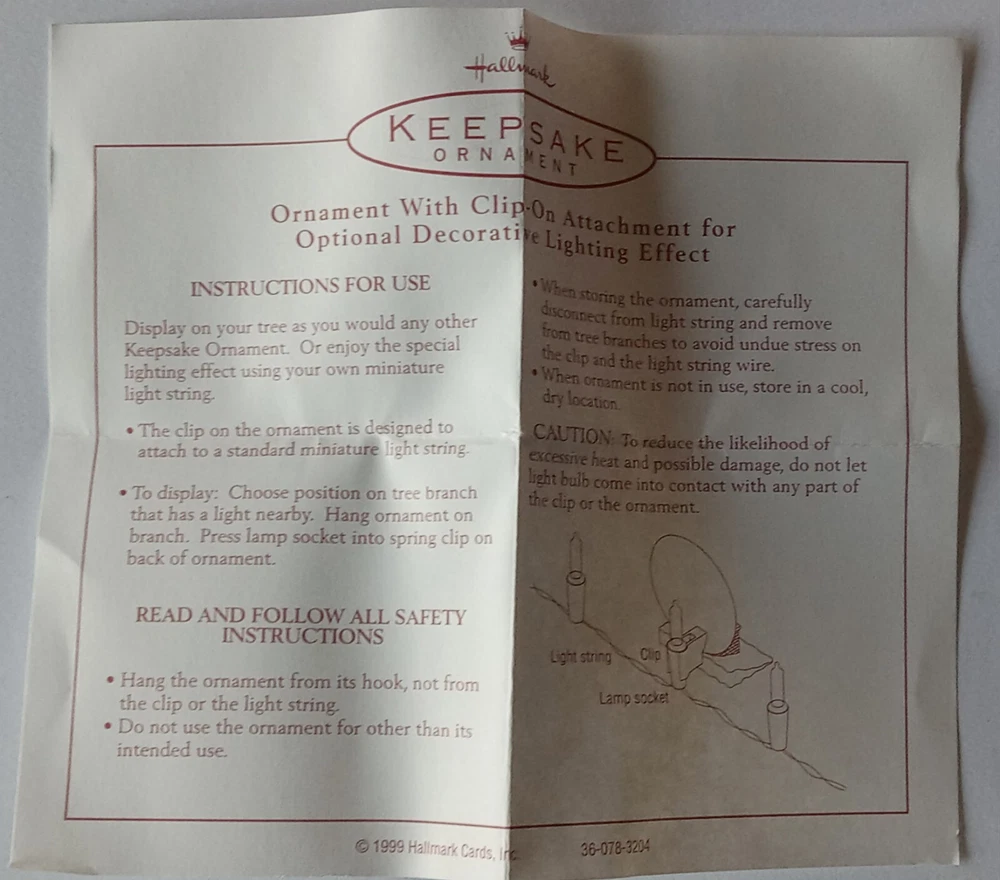 Hallmark
KEEPSAKE
ORNAMENT
Ornament With Clip-On Attachment for
Optional Decorative Lighting Effect
INSTRUCTIONS FOR USE
Display on your tree as you would any other
Keepsake Ornament. Or enjoy the special
lighting effect using your own miniature
light string.
• The clip on the ornament is designed to
attach to a standard miniature light string.
• To display: Choose position on tree branch
that has a light nearby. Hang ornament on
branch. Press lamp socket into spring clip on
back of ornament.
READ AND FOLLOW ALL SAFETY
INSTRUCTIONS
• Hang the ornament from its hook, not from
the clip or the light string.
• Do not use the ornament for other than its
intended use.
• When storing the ornament, carefully
disconnect from light string and remove
from tree branches to avoid undue stress on
the clip and the light string wire.
• When ornament is not in use, store in a cool,
dry location.
CAUTION: To reduce the likelihood of
excessive heat and possible damage, do not let
light bulb come into contact with any part of
the clip or the ornament.
Light string
Clip
Lamp socket
© 1999 Hallmark Cards, Inc.
36-078-3204